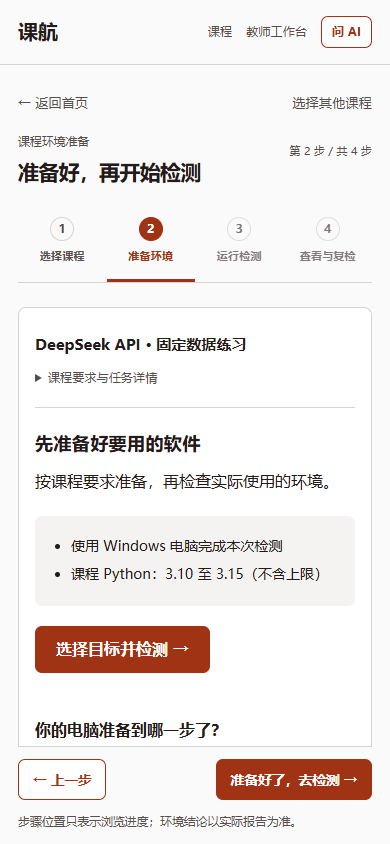 课航
课程 教师工作台 问 AI
← 返回首页 选择其他课程
课程环境准备
准备好，再开始检测
第 2 步 / 共 4 步
1 2 3 4
选择课程 准备环境 运行检测 查看与复检
DeepSeek API · 固定数据练习
▶ 课程要求与任务详情
先准备好要用的软件
按课程要求准备，再检查实际使用的环境。
• 使用 Windows 电脑完成本次检测
• 课程 Python：3.10 至 3.15（不含上限）
选择目标并检测 →
你的电脑准备到哪一步了？
← 上一步 准备好了，去检测 →
步骤位置只表示浏览进度；环境结论以实际报告为准。